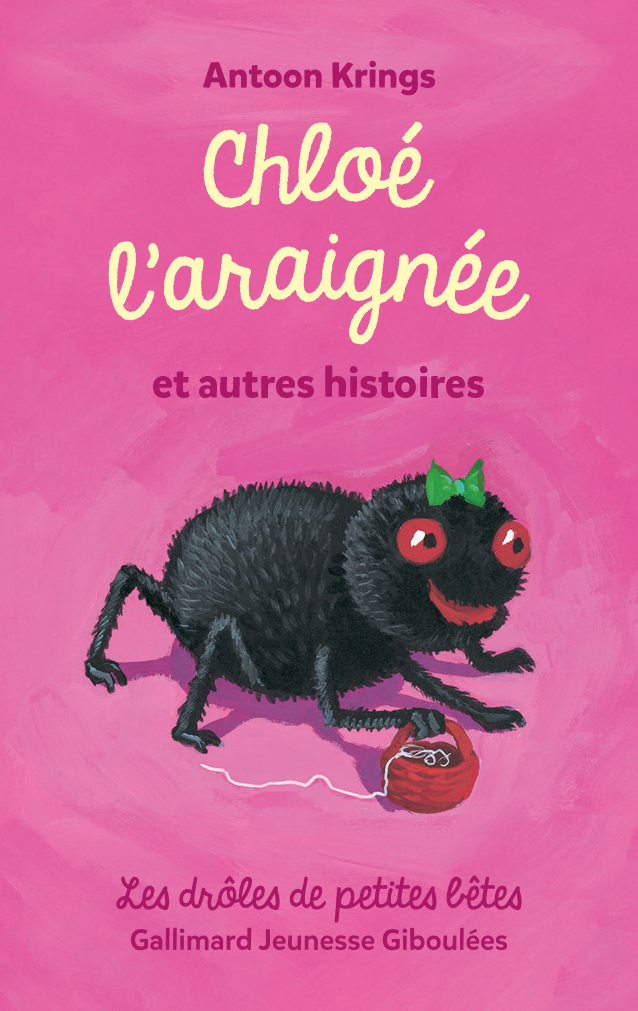 Antoon Krings
Chloé
l'araignée
et autres histoires
Les drôles de petites bêtes
Gallimard Jeunesse Giboulées